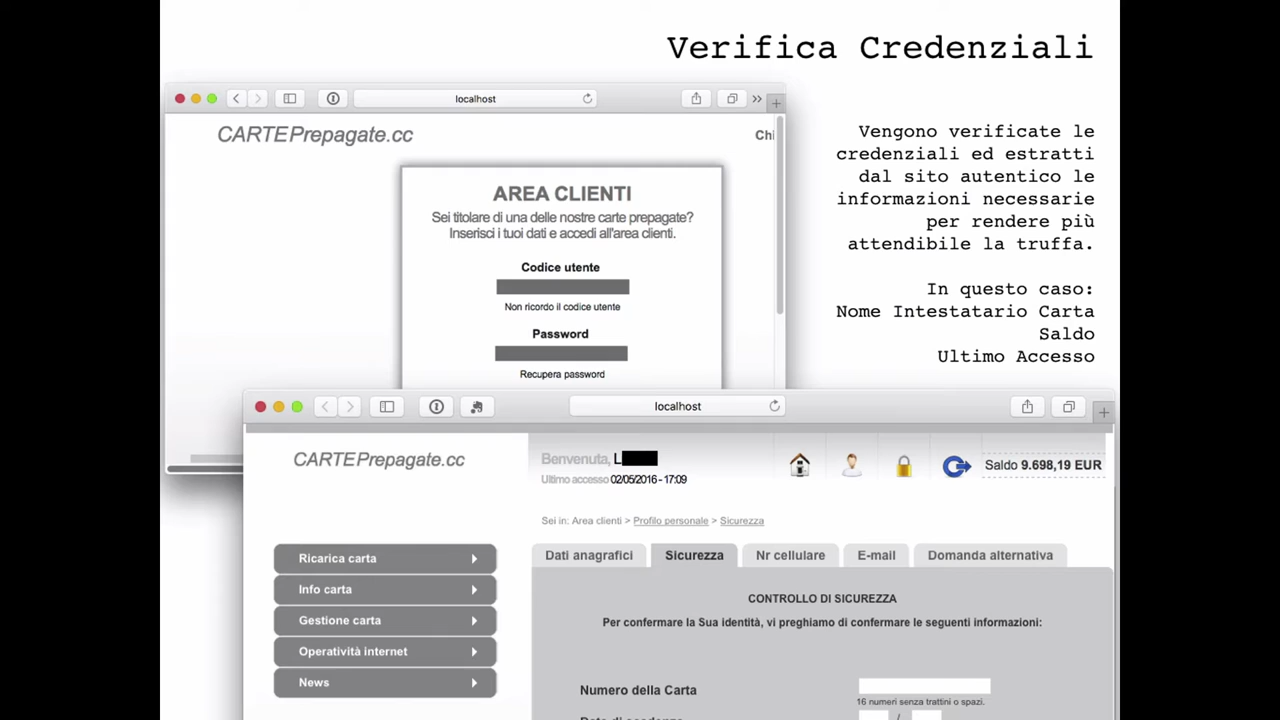 Verifica Credenziali
localhost
CARTEPrepagate.cc
Chi
AREA CLIENTI
Sei titolare di una delle nostre carte prepagate?
Inserisci i tuoi dati e accedi all'area clienti.
Codice utente
Non ricordo il codice utente
Password
Recupera password
Vengono verificate le
credenziali ed estratti
dal sito autentico le
informazioni necessarie
per rendere più
attendibile la truffa.
In questo caso:
Nome Intestatario Carta
Saldo
Ultimo Accesso
localhost
CARTEPrepagate.cc
Benvenuta, L
Ultimo accesso 02/05/2016 - 17:09
Saldo 9.698,19 EUR
Sei in: Area clienti > Profilo personale > Sicurezza
Ricarica carta
Info carta
Gestione carta
Operatività internet
News
Dati anagrafici
Sicurezza
Nr cellulare
E-mail
Domanda alternativa
CONTROLLO DI SICUREZZA
Per confermare la Sua identità, vi preghiamo di confermare le seguenti informazioni:
Numero della Carta
16 numeri senza trattini o spazi.